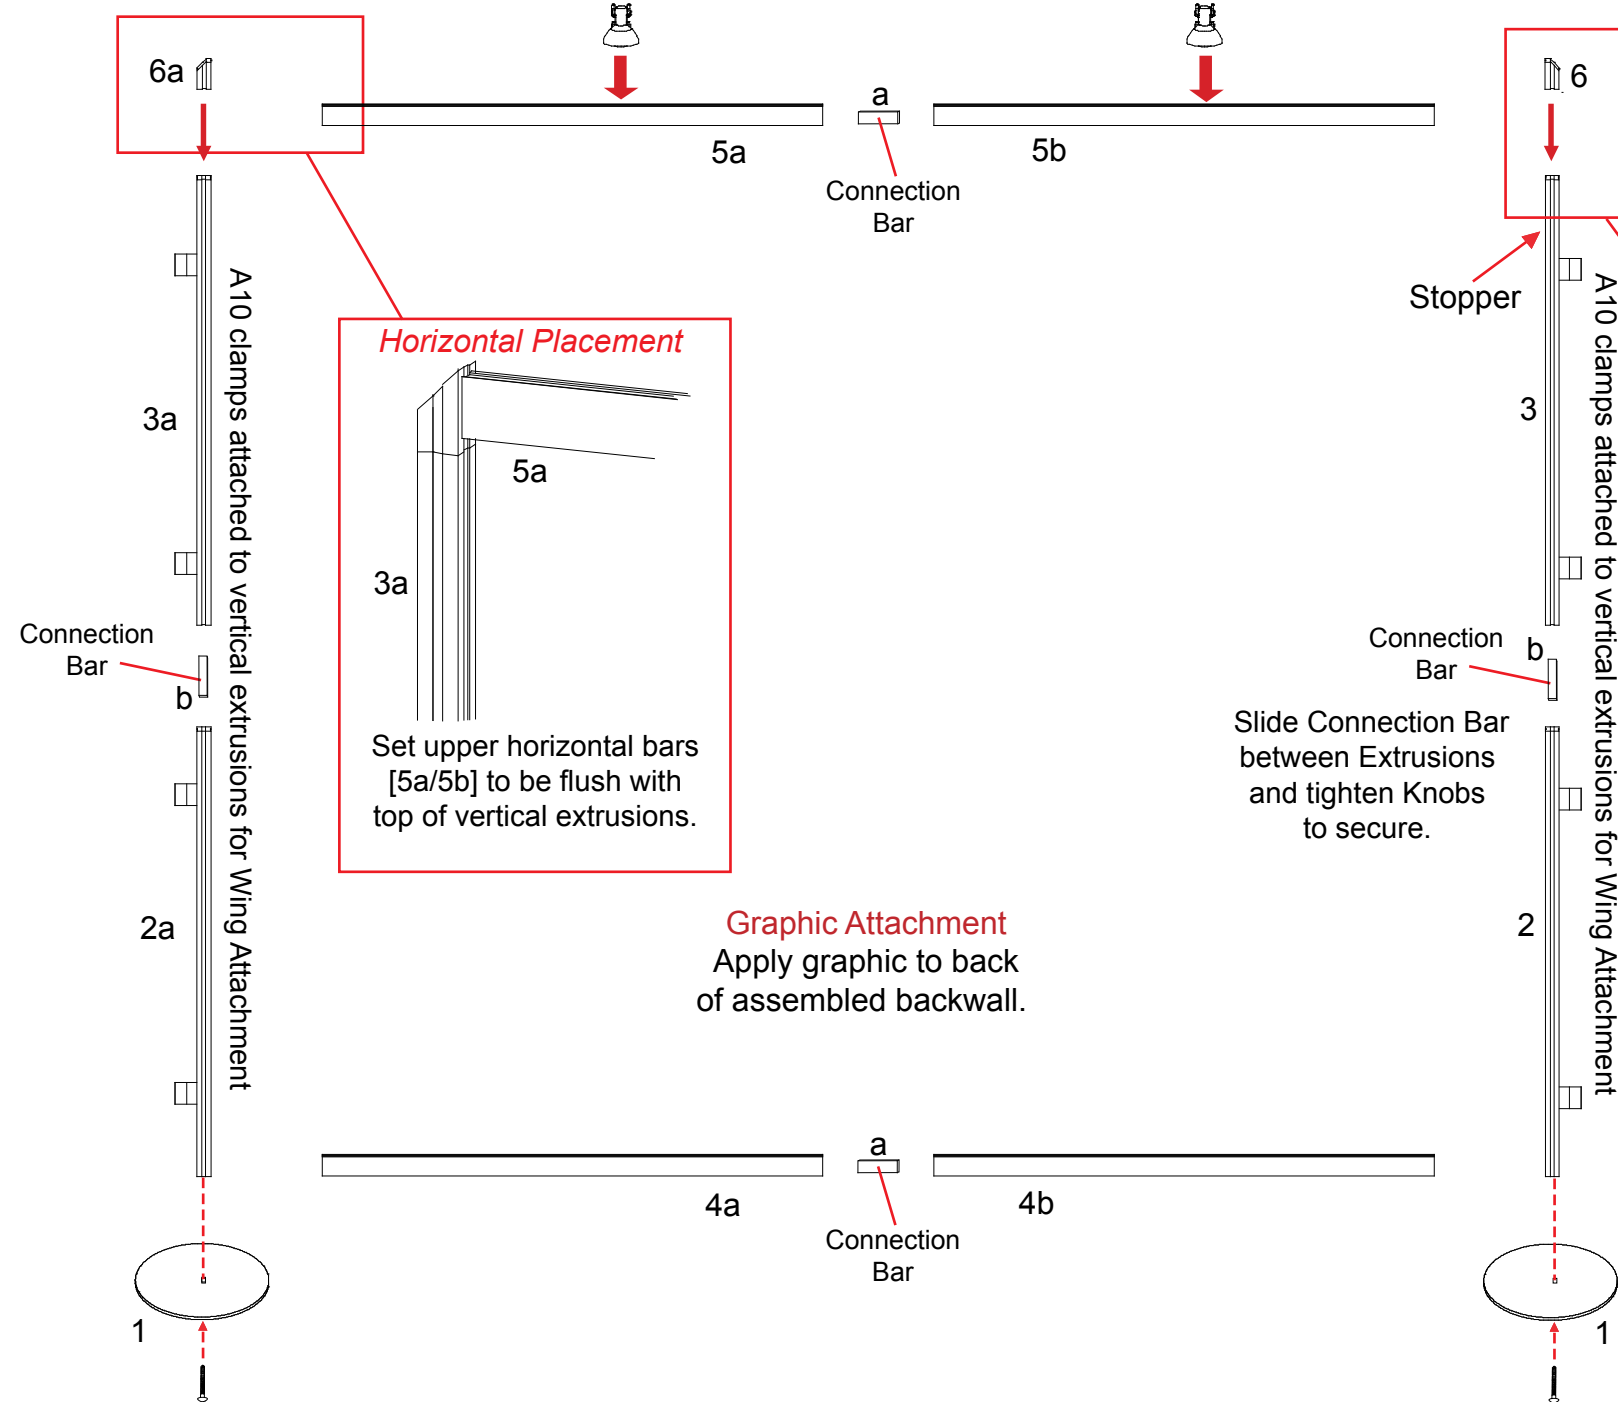 6a
6
a
5a
5b
Connection
Bar
Stopper
A10 clamps attached to vertical extrusions for Wing Attachment
A10 clamps attached to vertical extrusions for Wing Attachment
Horizontal Placement
5a
3a
Set upper horizontal bars
[5a/5b] to be flush with
top of vertical extrusions.
3a
3
Connection
Bar
b
Connection
Bar
b
Slide Connection Bar
between Extrusions
and tighten Knobs
to secure.
2a
2
Graphic Attachment
Apply graphic to back
of assembled backwall.
a
4a
4b
Connection
Bar
1
1